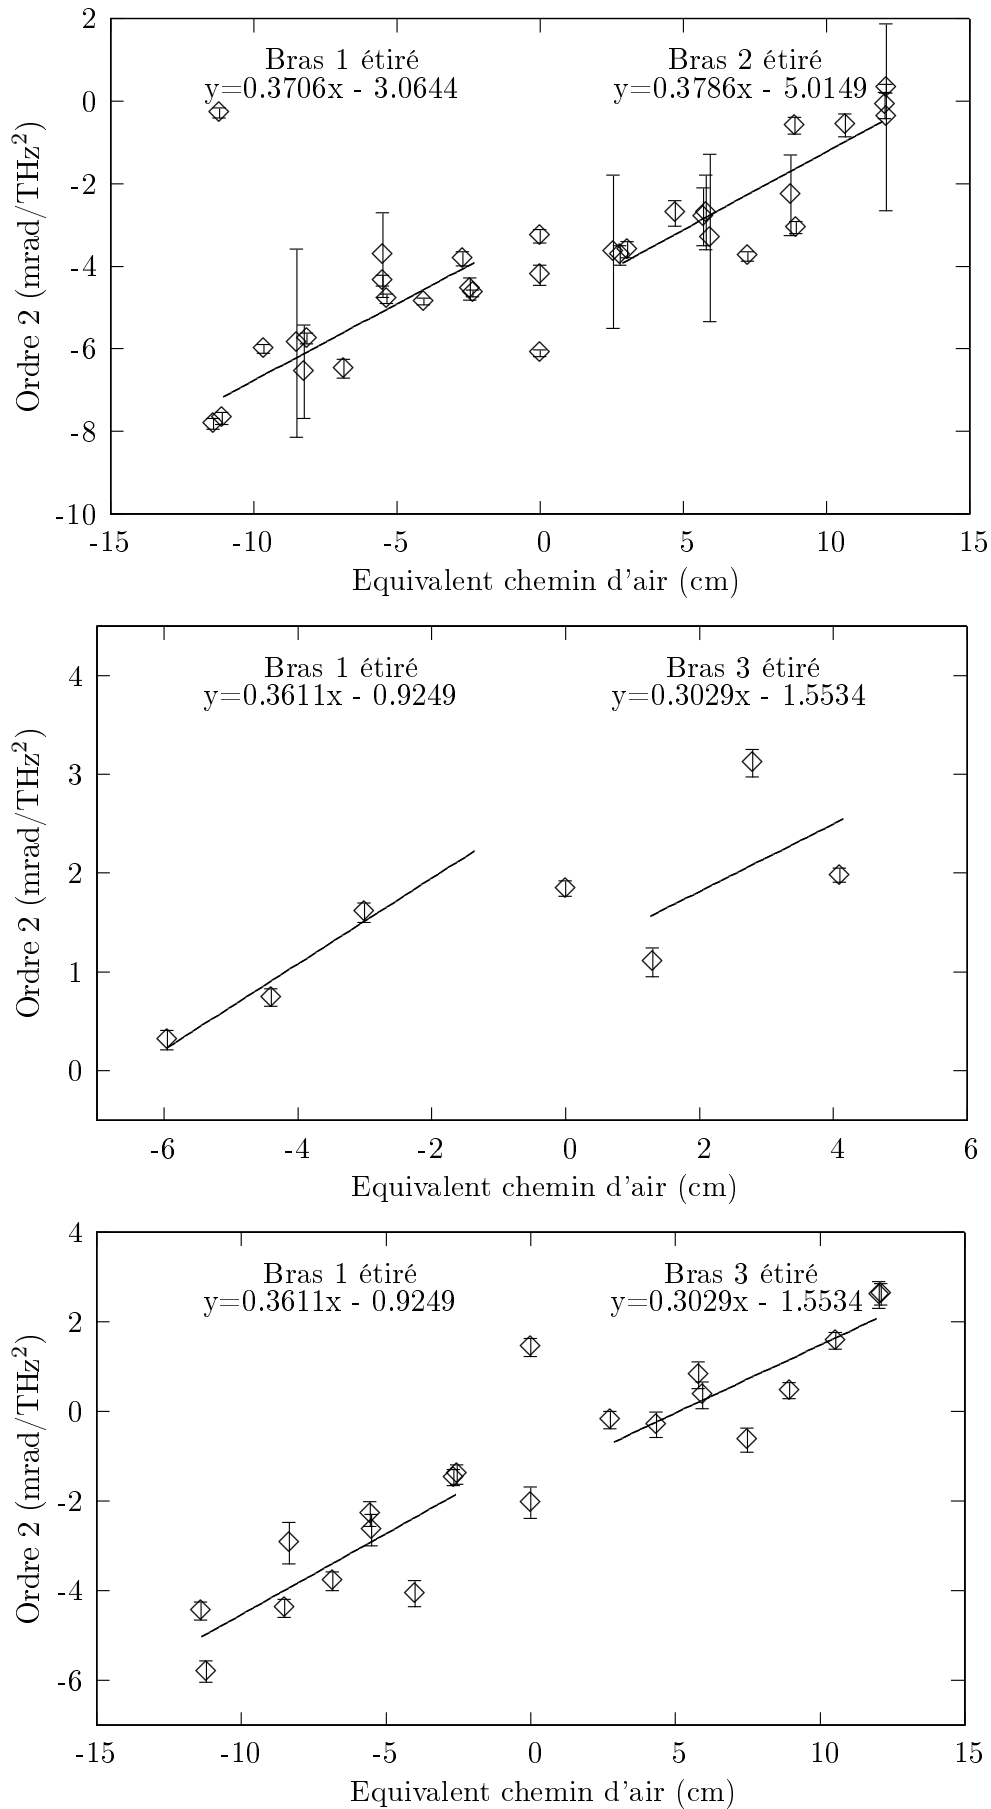 2
0
-2
-4
-6
-8
-10
-15
-10
-5
0
5
10
15
Ordre 2 (mrad/THz²)
Equivalent chemin d'air (cm)
Bras 1 étiré
y=0.3706x - 3.0644
Bras 2 étiré
y=0.3786x - 5.0149
4
3
2
1
0
-6
-4
-2
0
2
4
6
Ordre 2 (mrad/THz²)
Equivalent chemin d'air (cm)
Bras 1 étiré
y=0.3611x - 0.9249
Bras 3 étiré
y=0.3029x - 1.5534
4
2
0
-2
-4
-6
-15
-10
-5
0
5
10
15
Ordre 2 (mrad/THz²)
Equivalent chemin d'air (cm)
Bras 1 étiré
y=0.3611x - 0.9249
Bras 3 étiré
y=0.3029x - 1.5534